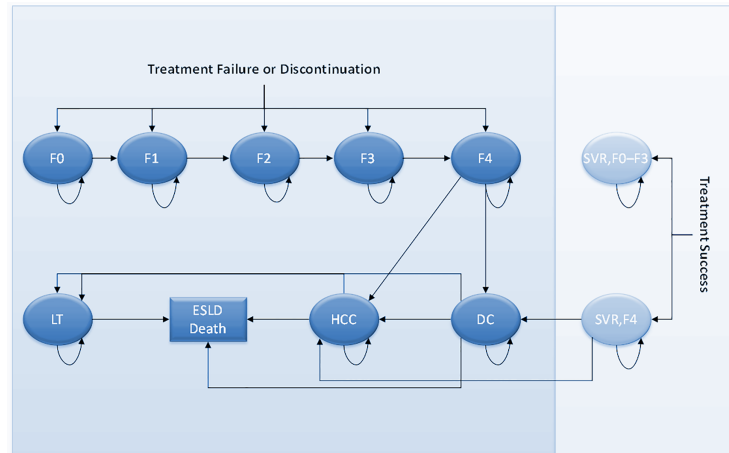 Treatment Failure or Discontinuation
F0
F1
F2
F3
F4
SVR,F0–F3
Treatment Success
LT
ESLD
Death
HCC
DC
SVR,F4